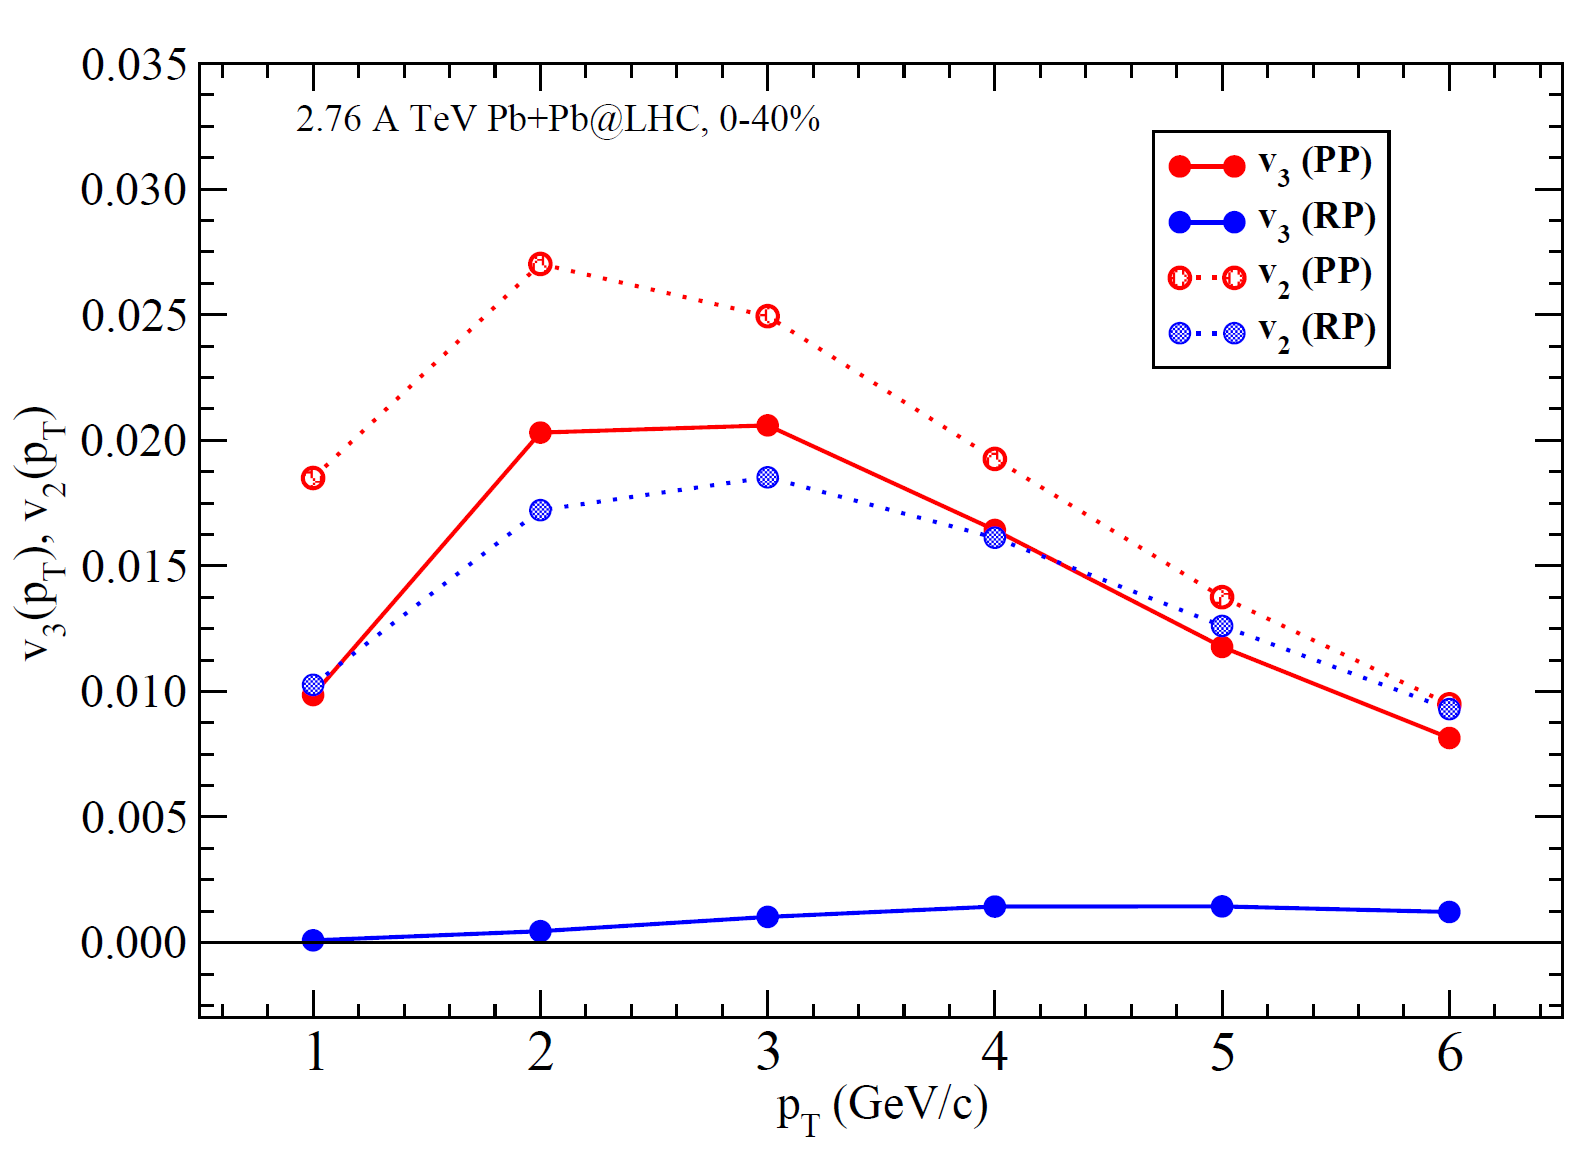 2.76 A TeV Pb+Pb@LHC, 0-40%
v3 (PP)
v3 (RP)
v2 (PP)
v2 (RP)
v3(pT), v2(pT)
0.035
0.030
0.025
0.020
0.015
0.010
0.005
0.000
1 2 3 4 5 6
pT (GeV/c)